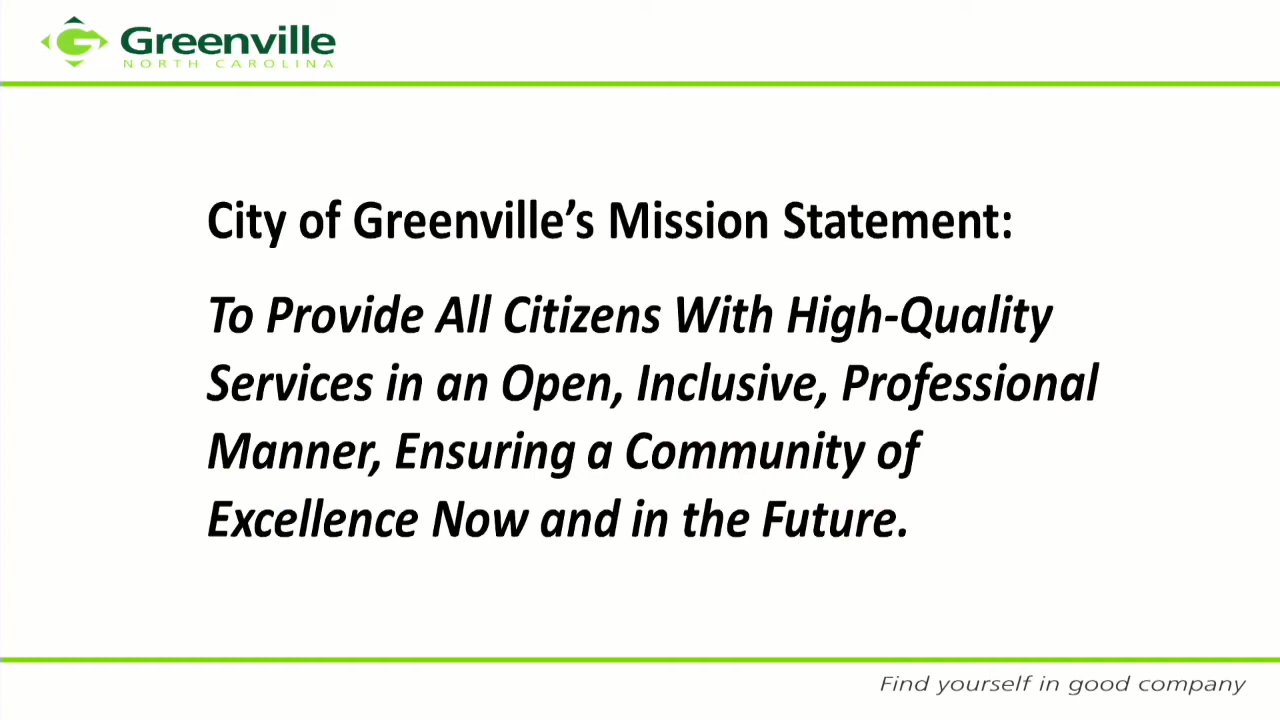 Greenville
NORTH CAROLINA
City of Greenville’s Mission Statement:
To Provide All Citizens With High-Quality
Services in an Open, Inclusive, Professional
Manner, Ensuring a Community of
Excellence Now and in the Future.
Find yourself in good company